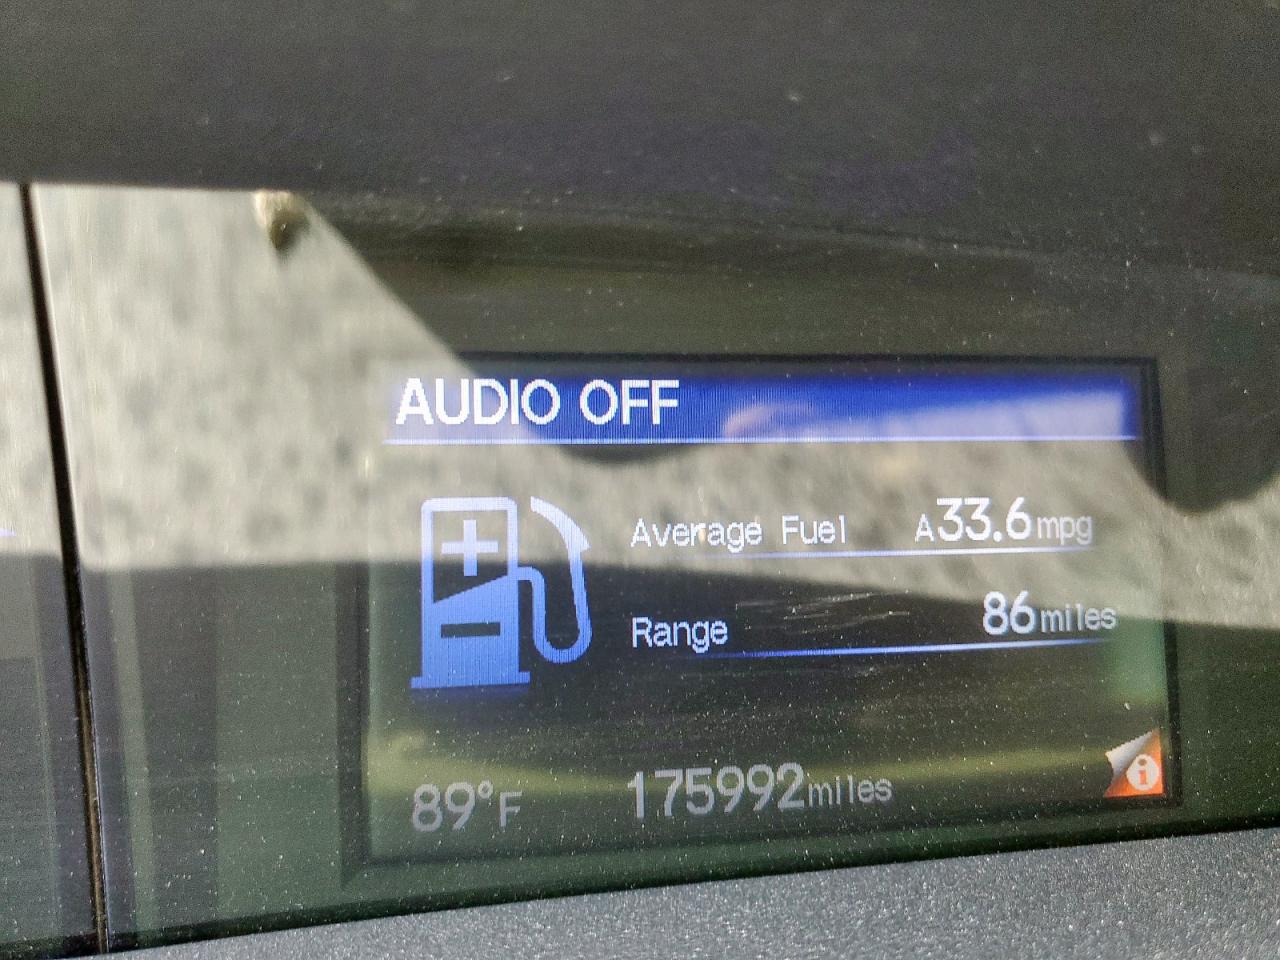 AUDIO OFF
Average Fuel A33.6mpg
Range 86miles
89°F 175992miles
i